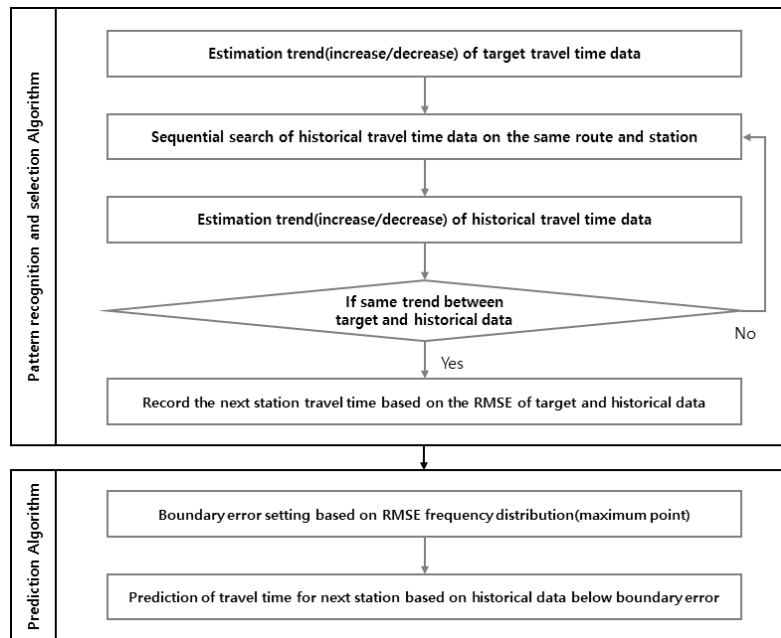 Pattern recognition and selection Algorithm
Estimation trend(increase/decrease) of target travel time data
Sequential search of historical travel time data on the same route and station
Estimation trend(increase/decrease) of historical travel time data
If same trend between
target and historical data
No
Yes
Record the next station travel time based on the RMSE of target and historical data
Prediction Algorithm
Boundary error setting based on RMSE frequency distribution(maximum point)
Prediction of travel time for next station based on historical data below boundary error